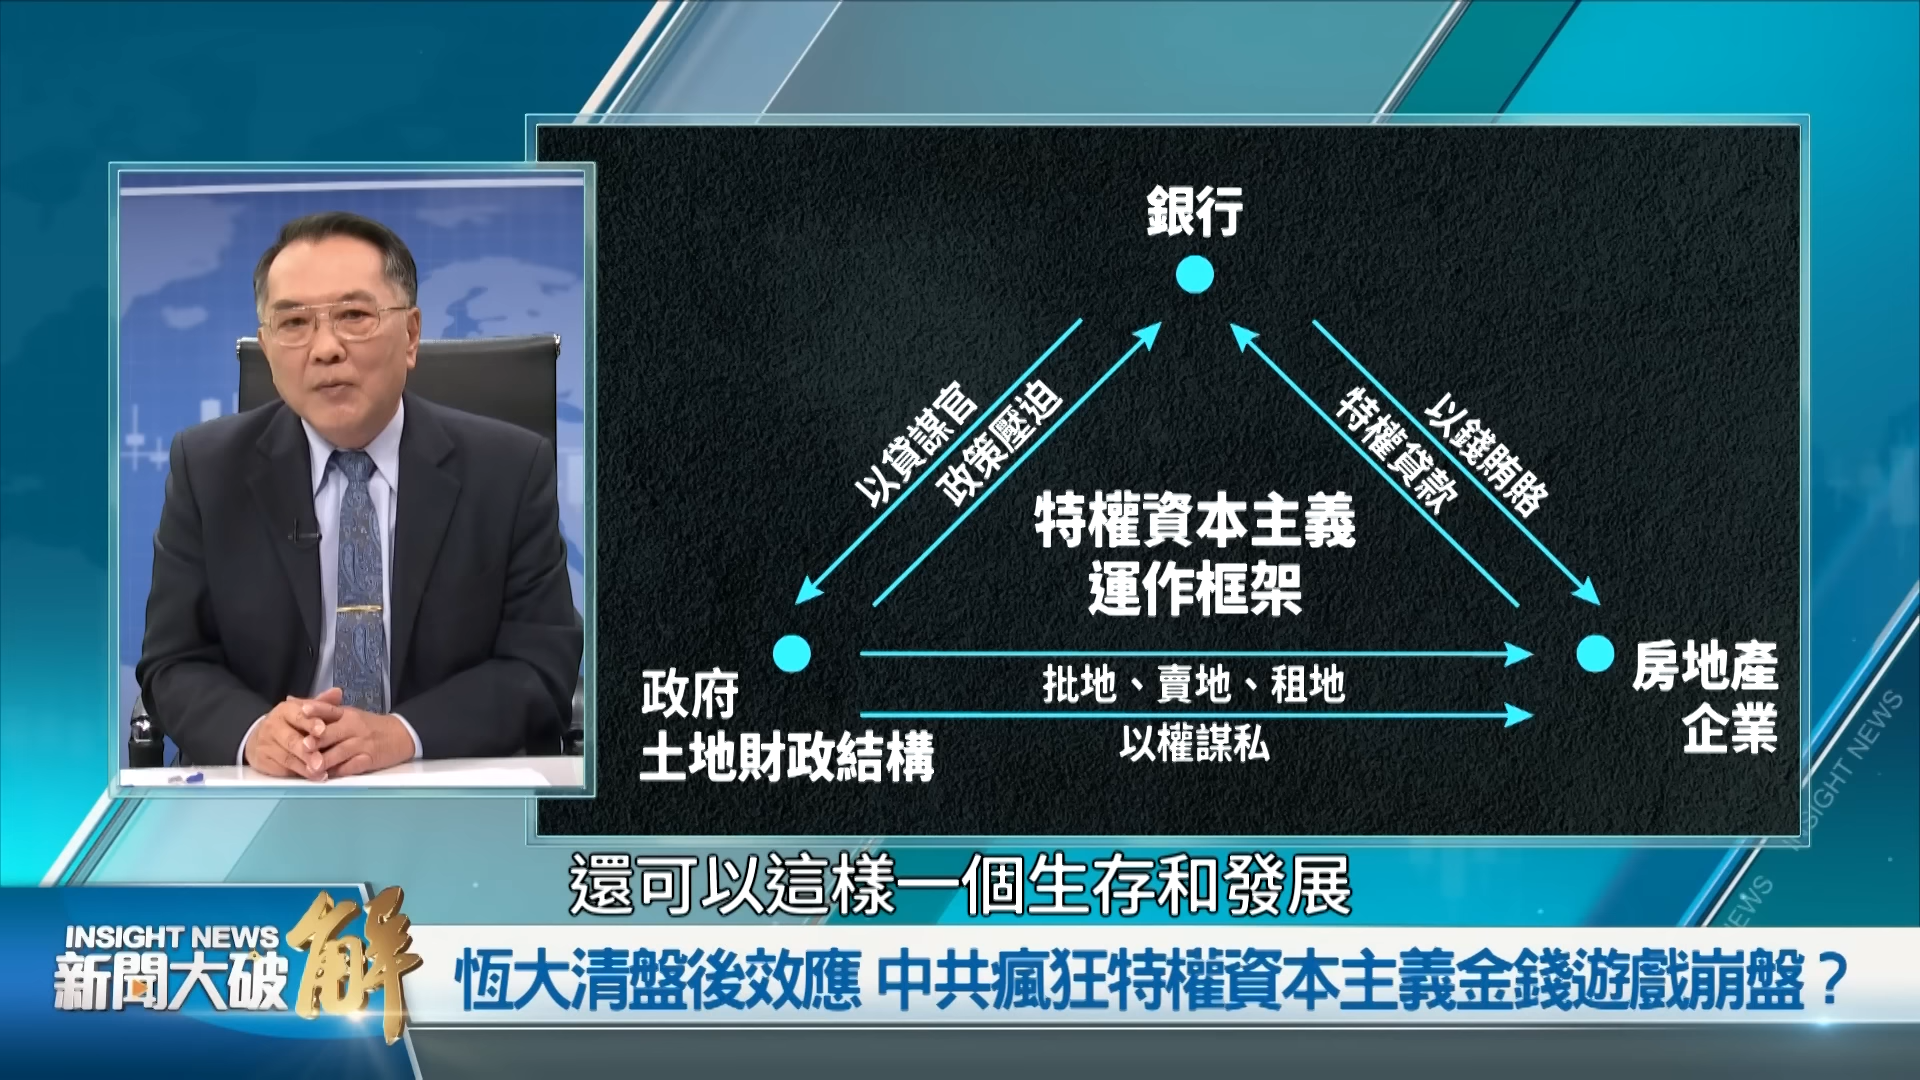 銀行
以貸謀官
政策壓迫
特權貸款
以錢賄賂
特權資本主義
運作框架
政府
土地財政結構
批地、賣地、租地
以權謀私
房地產
企業
INSIGHT NEWS
NEWS
還可以這樣一個生存和發展
INSIGHT NEWS
新聞大破解
恆大清盤後效應 中共瘋狂特權資本主義金錢遊戲崩盤？